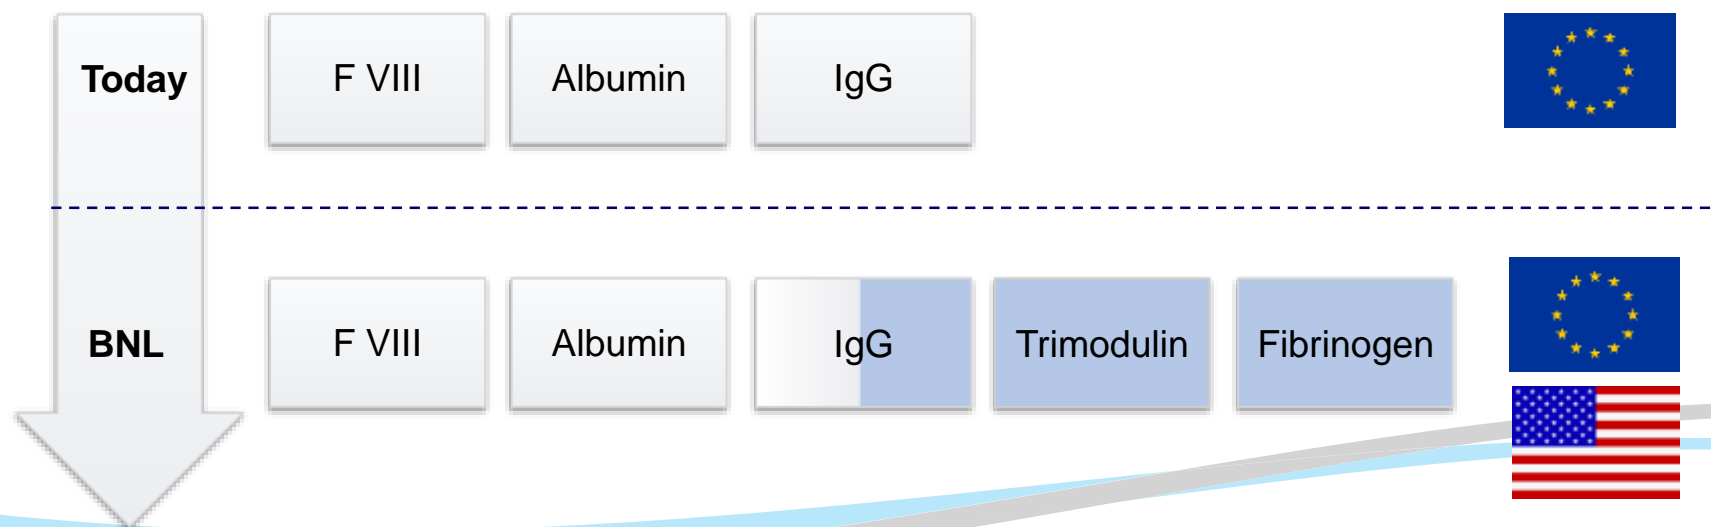 Today
F VIII
Albumin
IgG
BNL
F VIII
Albumin
IgG
Trimodulin
Fibrinogen